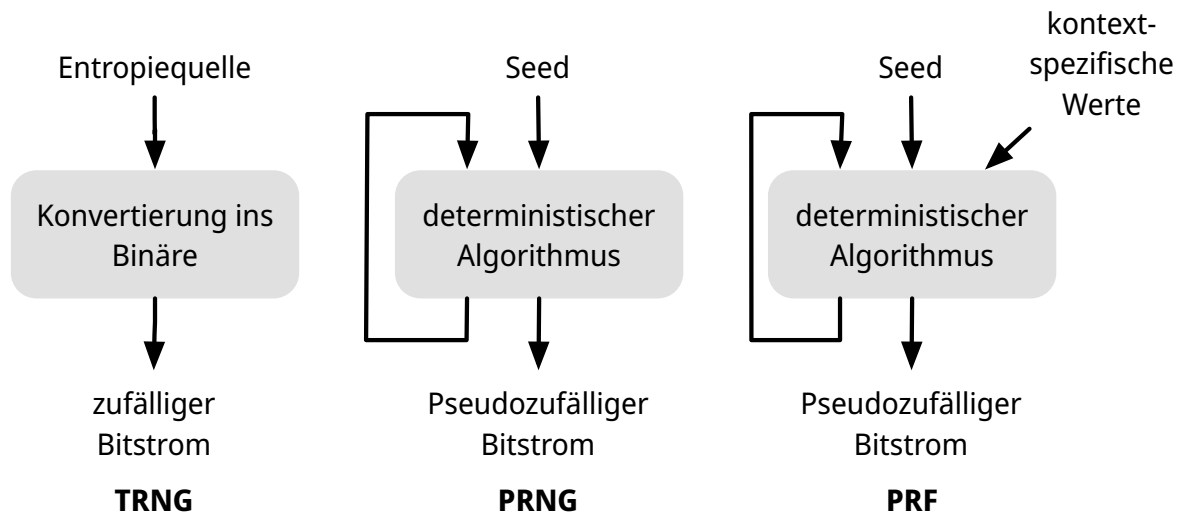 Entropiequelle
Konvertierung ins
Binäre
zufälliger
Bitstrom
TRNG
Seed
deterministischer
Algorithmus
Pseudozufälliger
Bitstrom
PRNG
Seed
kontext-
spezifische
Werte
deterministischer
Algorithmus
Pseudozufälliger
Bitstrom
PRF